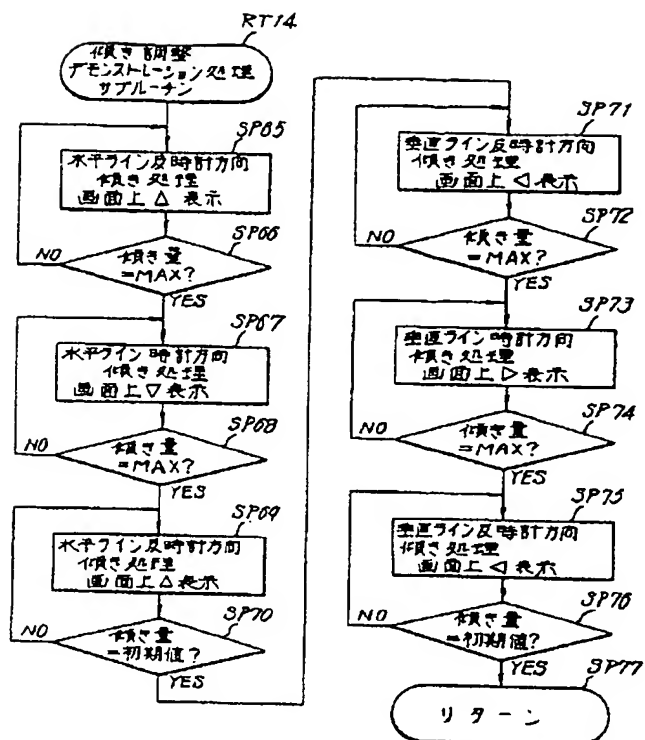 RT14
傾き調整
デモンストレーション処理
サブルーチン
SP65
水平ライン反時計方向
傾き処理
画面上 △ 表示
SP66
傾き量
=MAX?
NO
YES
SP67
水平ライン時計方向
傾き処理
画面上 ▽ 表示
SP68
傾き量
=MAX?
NO
YES
SP69
水平ライン反時計方向
傾き処理
画面上 △ 表示
SP70
傾き量
=初期値?
NO
YES
SP71
垂直ライン反時計方向
傾き処理
画面上 ◁ 表示
SP72
傾き量
=MAX?
NO
YES
SP73
垂直ライン時計方向
傾き処理
画面上 ▷ 表示
SP74
傾き量
=MAX?
NO
YES
SP75
垂直ライン反時計方向
傾き処理
画面上 ◁ 表示
SP76
傾き量
=初期値?
NO
YES
SP77
リターン